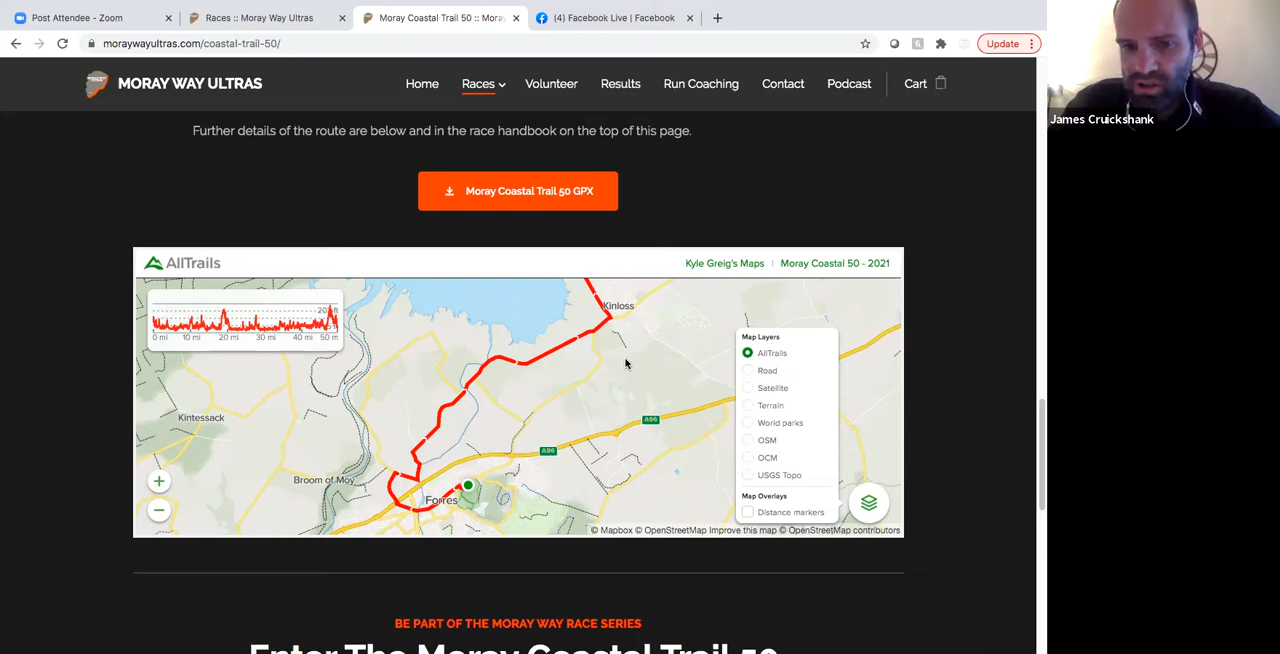 Post Attendee - Zoom
Races :: Moray Way Ultras
Moray Coastal Trail 50 :: Mora
(4) Facebook Live | Facebook
moraywayultras.com/coastal-trail-50/
Update
MORAY WAY ULTRAS
Home
Races
Volunteer
Results
Run Coaching
Contact
Podcast
Cart
James Cruickshank
Further details of the route are below and in the race handbook on the top of this page.
Moray Coastal Trail 50 GPX
AllTrails
Kyle Greig's Maps | Moray Coastal 50 - 2021
0 mi 10 mi 20 mi 30 mi 40 mi 50 m
Kinloss
Kintessack
A96
A96
Broom of Moy
Forres
Map Layers
AllTrails
Road
Satellite
Terrain
World parks
OSM
OCM
USGS Topo
Map Overlays
Distance markers
© Mapbox © OpenStreetMap Improve this map © OpenStreetMap contributors
BE PART OF THE MORAY WAY RACE SERIES
Enter The Moray Coastal Trail 50